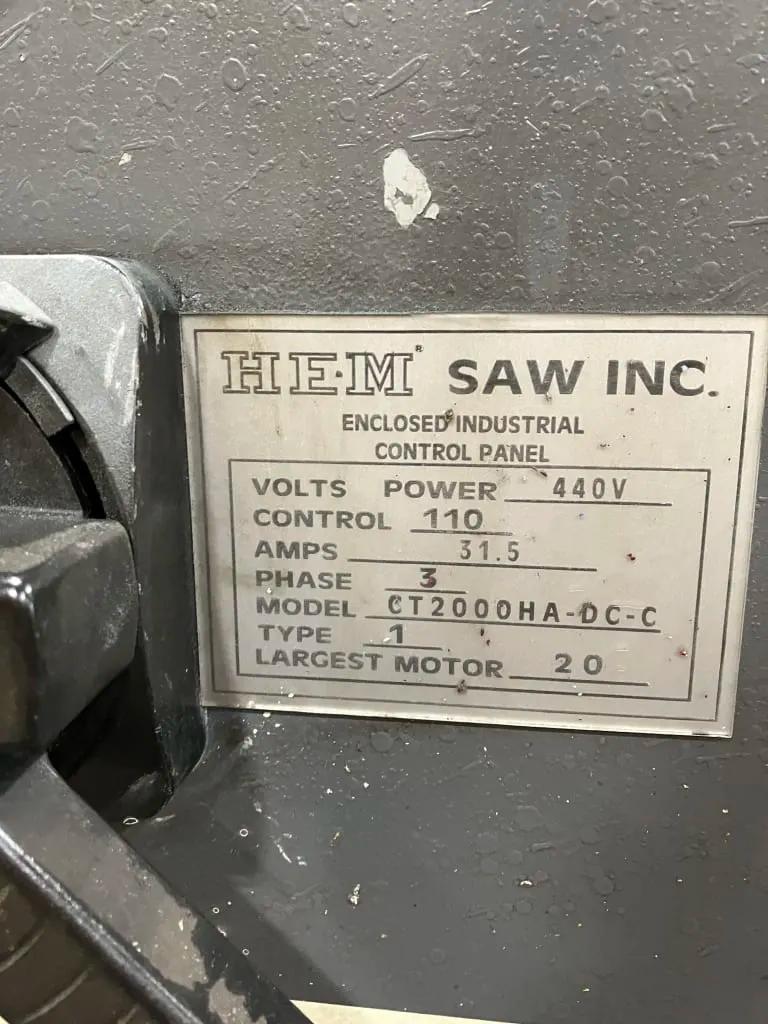 H·E·M® SAW INC.
ENCLOSED INDUSTRIAL
CONTROL PANEL
VOLTS POWER 440V
CONTROL 110
AMPS 31.5
PHASE 3
MODEL CT2000HA-DC-C
TYPE 1
LARGEST MOTOR 20